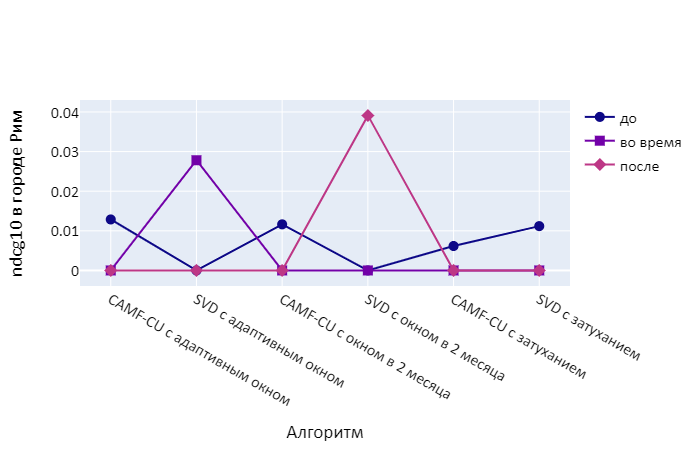 ndcg10 в городе Рим
0.04
0.03
0.02
0.01
0
до
во время
после
CAMF-CU с адаптивным окном
SVD с адаптивным окном
CAMF-CU с окном в 2 месяца
SVD с окном в 2 месяца
CAMF-CU с затуханием
SVD с затуханием
Алгоритм